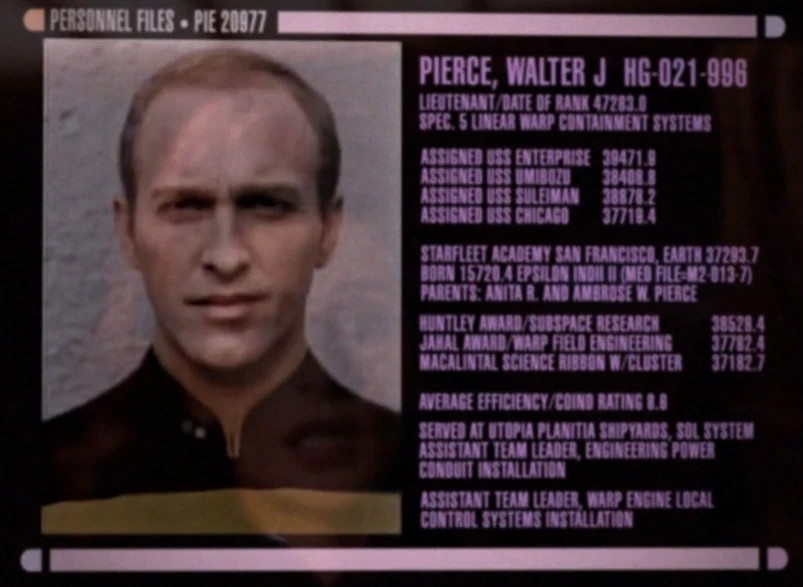 PERSONNEL FILES • PIE 20977
PIERCE, WALTER J HG-021-996
LIEUTENANT/DATE OF RANK 47283.0
SPEC. 5 LINEAR WARP CONTAINMENT SYSTEMS
ASSIGNED USS ENTERPRISE 39471.9
ASSIGNED USS UMIBOZU 38408.8
ASSIGNED USS SULEIMAN 38878.2
ASSIGNED USS CHICAGO 37719.4
STARFLEET ACADEMY SAN FRANCISCO, EARTH 37293.7
BORN 15720.4 EPSILON INDII II (MED FILE=M2-013-7)
PARENTS: ANITA R. AND AMBROSE W. PIERCE
HUNTLEY AWARD/SUBSPACE RESEARCH 38528.4
JAHAL AWARD/WARP FIELD ENGINEERING 37782.4
MACALINTAL SCIENCE RIBBON W/CLUSTER 37182.7
AVERAGE EFFICIENCY/COIND RATING 8.6
SERVED AT UTOPIA PLANITIA SHIPYARDS, SOL SYSTEM
ASSISTANT TEAM LEADER, ENGINEERING POWER
CONDUIT INSTALLATION
ASSISTANT TEAM LEADER, WARP ENGINE LOCAL
CONTROL SYSTEMS INSTALLATION